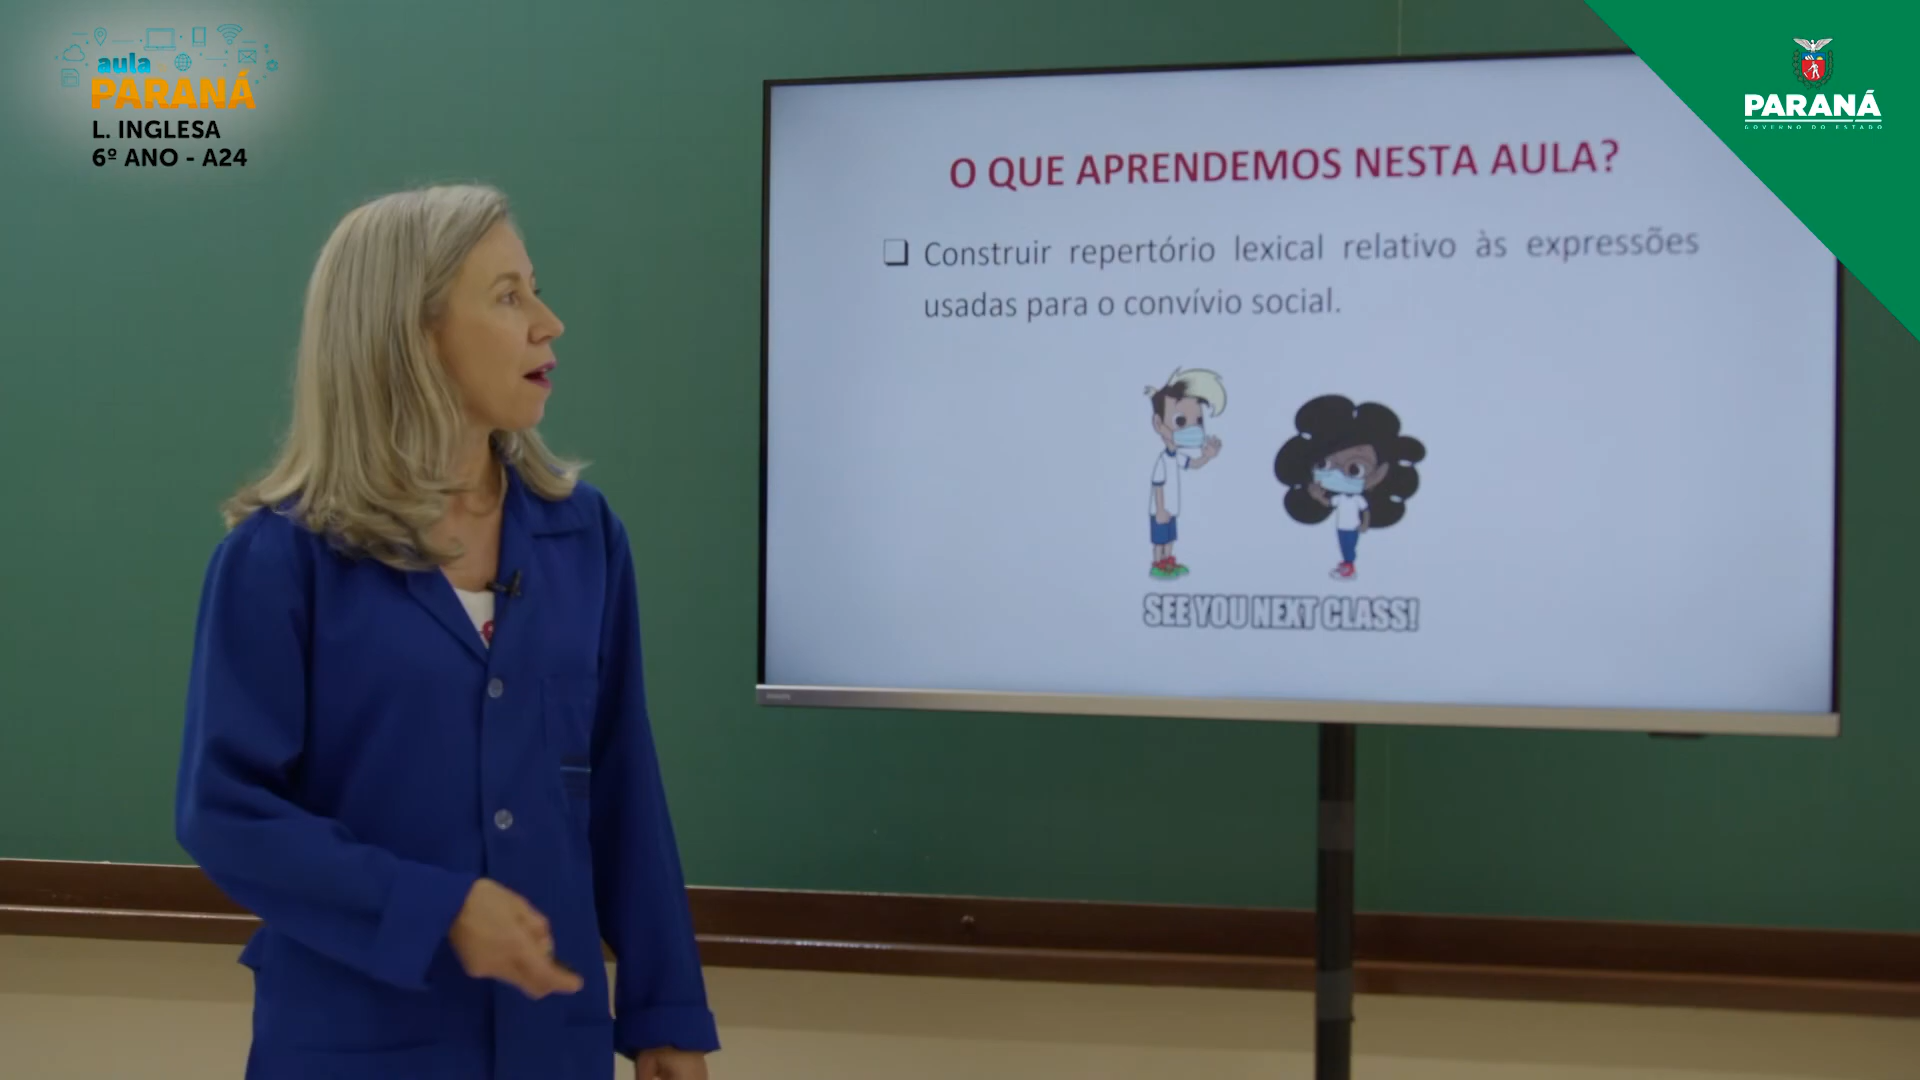 aula
PARANÁ
L. INGLESA
6º ANO - A24
PARANÁ
GOVERNO DO ESTADO
O QUE APRENDEMOS NESTA AULA?
Construir repertório lexical relativo às expressões
usadas para o convívio social.
SEE YOU NEXT CLASS!